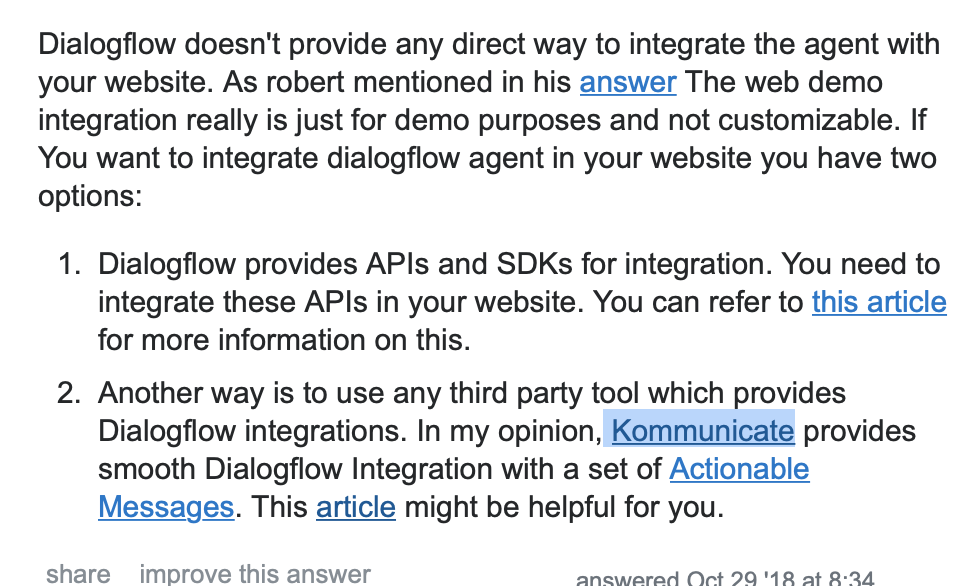 Dialogflow doesn't provide any direct way to integrate the agent with
your website. As robert mentioned in his answer The web demo
integration really is just for demo purposes and not customizable. If
You want to integrate dialogflow agent in your website you have two
options:
1. Dialogflow provides APIs and SDKs for integration. You need to
integrate these APIs in your website. You can refer to this article
for more information on this.
2. Another way is to use any third party tool which provides
Dialogflow integrations. In my opinion, Kommunicate provides
smooth Dialogflow Integration with a set of Actionable
Messages. This article might be helpful for you.
share improve this answer answered Oct 29 '18 at 8:34